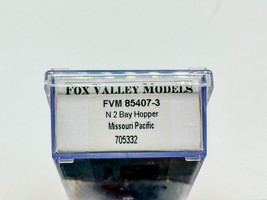 FOX VALLEY MODELS
FVM 85407-3
N 2 Bay Hopper
Missouri Pacific
705332